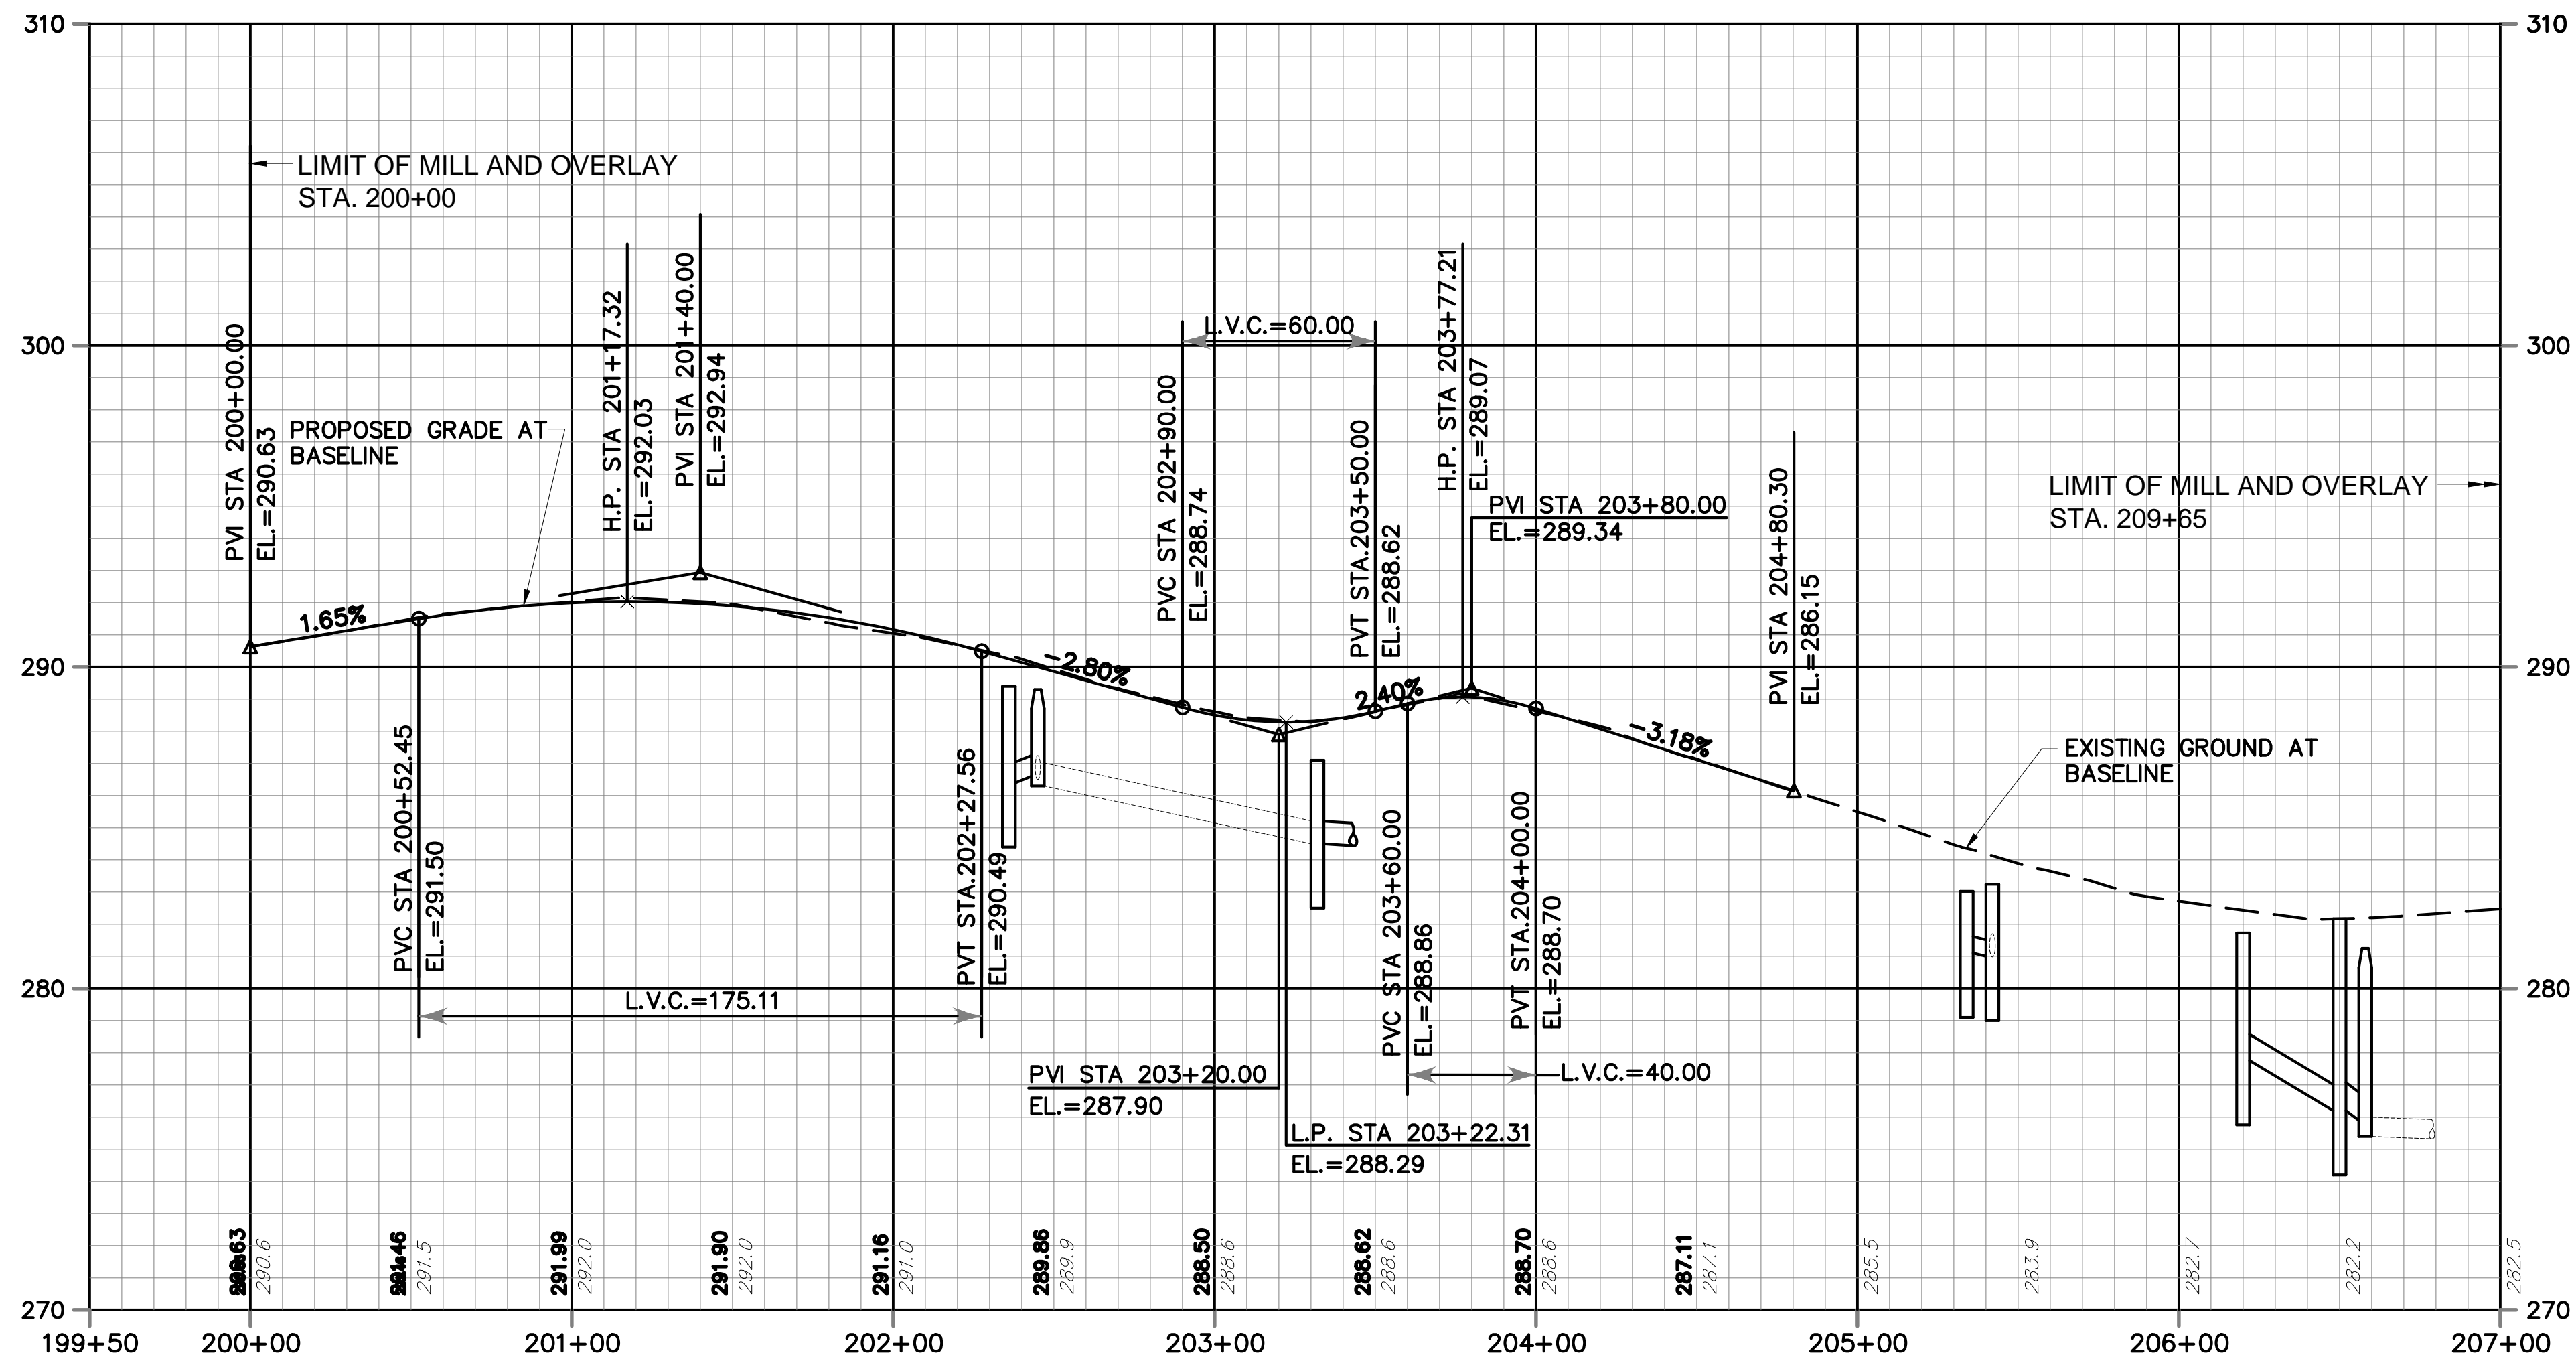 310
310
LIMIT OF MILL AND OVERLAY
STA. 200+00
300
300
PVI STA 200+00.00
EL.=290.63
PROPOSED GRADE AT
BASELINE
H.P. STA 201+17.32
EL.=292.03
PVI STA 201+40.00
EL.=292.94
L.V.C.=60.00
PVC STA 202+90.00
EL.=288.74
PVT STA.203+50.00
EL.=288.62
H.P. STA 203+77.21
EL.=289.07
PVI STA 203+80.00
EL.=289.34
PVI STA 204+80.30
EL.=286.15
LIMIT OF MILL AND OVERLAY
STA. 209+65
1.65%
-2.80%
2.40%
-3.18%
290
290
EXISTING GROUND AT
BASELINE
PVC STA 200+52.45
EL.=291.50
PVT STA.202+27.56
EL.=290.49
L.V.C.=175.11
PVC STA 203+60.00
EL.=288.86
PVT STA.204+00.00
EL.=288.70
280
280
L.V.C.=40.00
PVI STA 203+20.00
EL.=287.90
L.P. STA 203+22.31
EL.=288.29
290.6
291.5
291.99
292.0
291.90
292.0
291.16
291.0
289.86
289.9
288.50
288.6
288.62
288.6
288.70
288.6
287.11
287.1
285.5
283.9
282.7
282.2
282.5
270
270
199+50
200+00
201+00
202+00
203+00
204+00
205+00
206+00
207+00